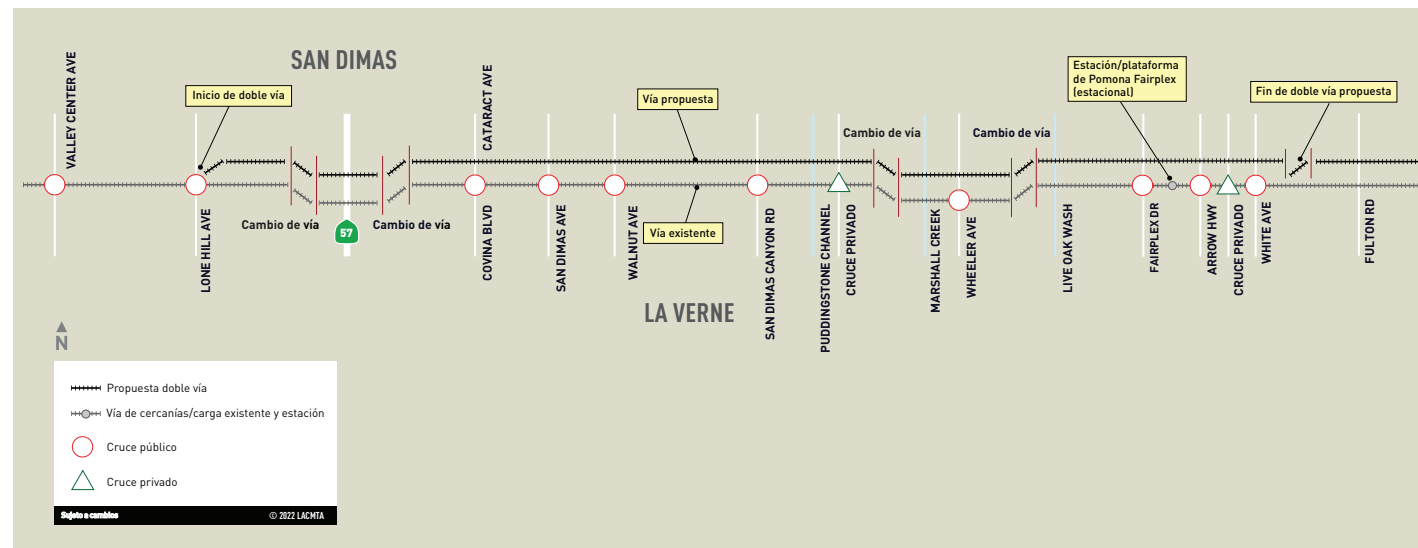 SAN DIMAS
VALLEY CENTER AVE
Inicio de doble vía
CATARACT AVE
Vía propuesta
Estación/plataforma
de Pomona Fairplex
(estacional)
Fin de doble vía propuesta
Cambio de vía
Cambio de vía
Cambio de vía
57
Cambio de vía
Vía existente
LONE HILL AVE
COVINA BLVD
SAN DIMAS AVE
WALNUT AVE
SAN DIMAS CANYON RD
PUDDINGSTONE CHANNEL
CRUCE PRIVADO
MARSHALL CREEK
WHEELER AVE
LIVE OAK WASH
FAIRPLEX DR
ARROW HWY
CRUCE PRIVADO
WHITE AVE
FULTON RD
LA VERNE
N
Propuesta doble vía
Vía de cercanías/carga existente y estación
Cruce público
Cruce privado
Sujeto a cambios
© 2022 LACMTA